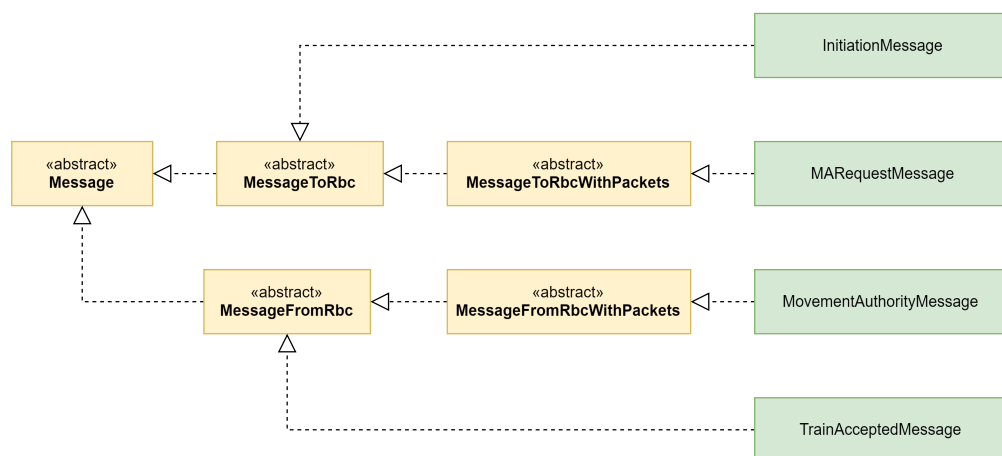 InitiationMessage
«abstract»
Message
«abstract»
MessageToRbc
«abstract»
MessageToRbcWithPackets
MARequestMessage
«abstract»
MessageFromRbc
«abstract»
MessageFromRbcWithPackets
MovementAuthorityMessage
TrainAcceptedMessage